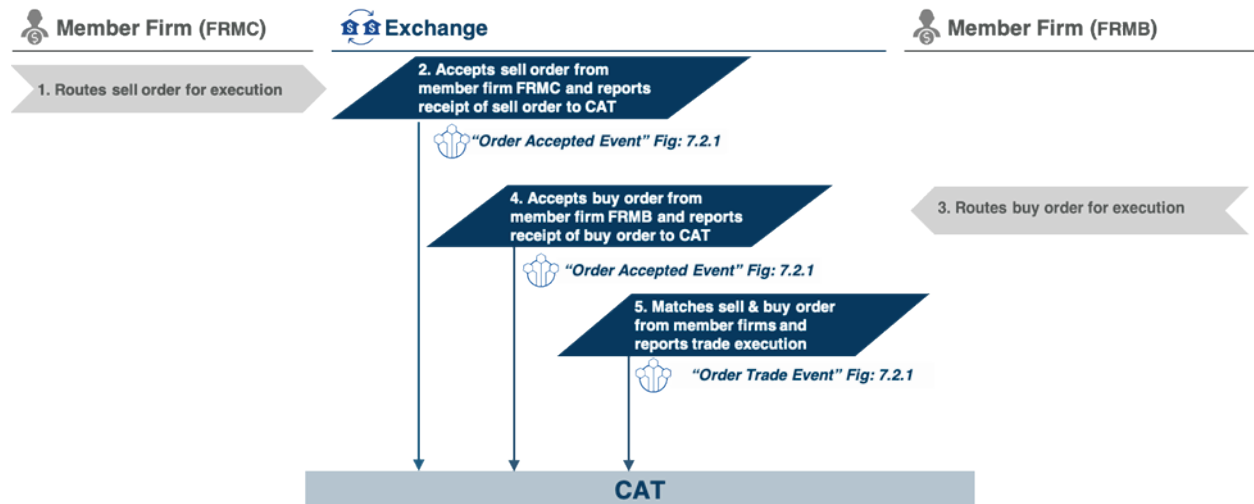 Member Firm (FRMC)
Exchange
Member Firm (FRMB)
1. Routes sell order for execution
2. Accepts sell order from
member firm FRMC and reports
receipt of sell order to CAT
"Order Accepted Event" Fig: 7.2.1
4. Accepts buy order from
member firm FRMB and reports
receipt of buy order to CAT
3. Routes buy order for execution
"Order Accepted Event" Fig: 7.2.1
5. Matches sell & buy order
from member firms and
reports trade execution
"Order Trade Event" Fig: 7.2.1
CAT